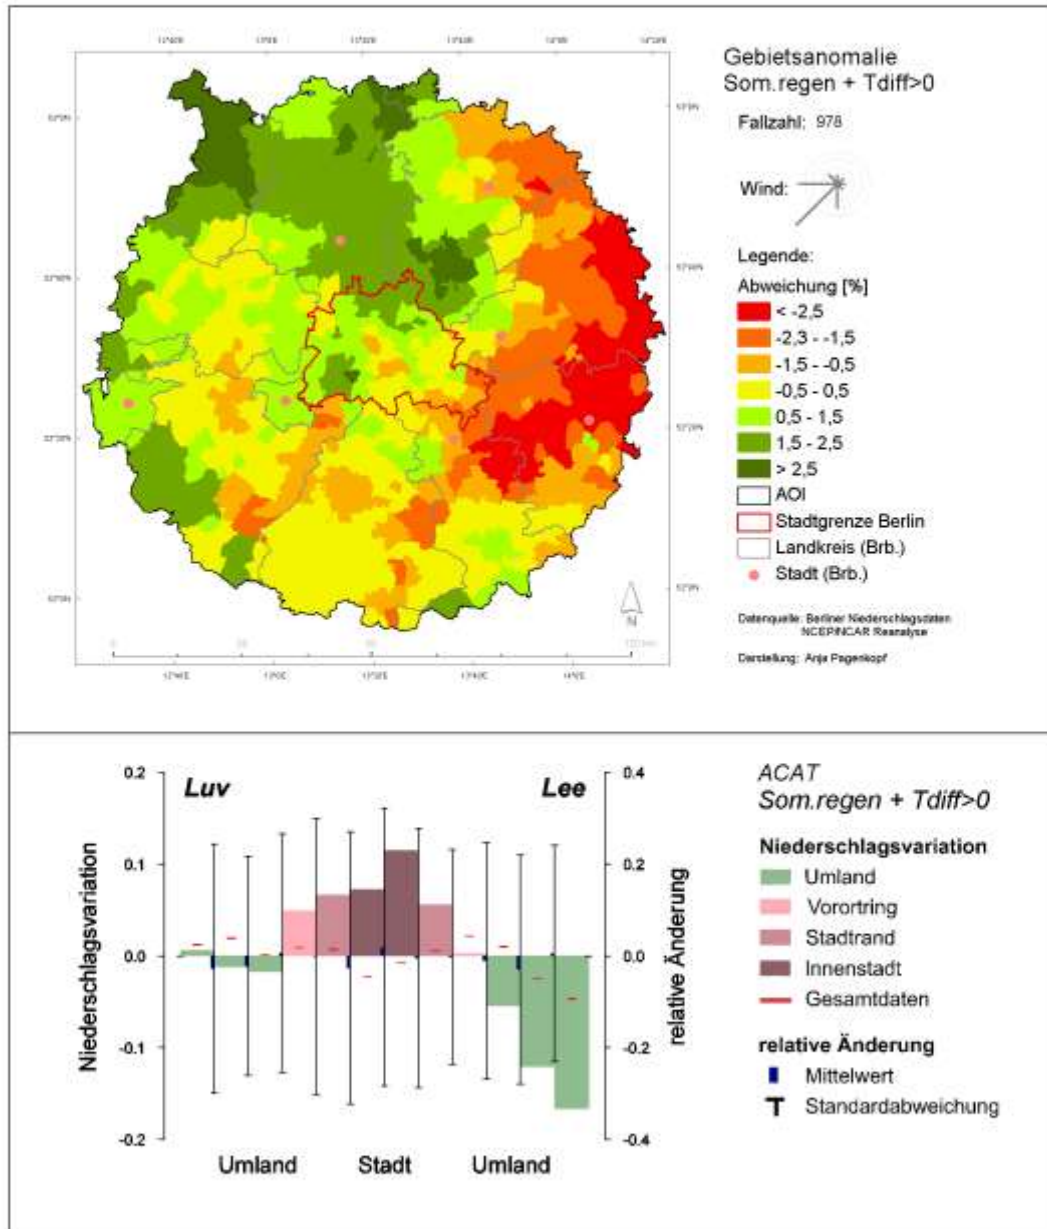 Gebietsanomalie
Som.regen + Tdiff>0
Fallzahl: 978
Wind:
Legende:
Abweichung [%]
< -2,5
-2,3 - -1,5
-1,5 - -0,5
-0,5 - 0,5
0,5 - 1,5
1,5 - 2,5
> 2,5
AOI
Stadtgrenze Berlin
Landkreis (Brb.)
Stadt (Brb.)
N
Datenquelle: Berliner Niederschlagsdaten
NCEP/NCAR Reanalyse
Darstellung: Anja Pagenkopf
0.2
Luv
Lee
0.4
ACAT
Som.regen + Tdiff>0
Niederschlagsvariation
0.1
0.2
Niederschlagsvariation
Umland
Vorortring
relative Änderung
Stadtrand
0.0
0.0
Innenstadt
Gesamtdaten
-0.1
-0.2
relative Änderung
Mittelwert
Standardabweichung
-0.2
-0.4
Umland Stadt Umland